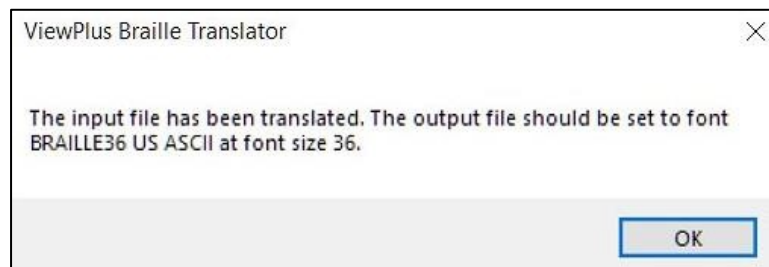 ViewPlus Braille Translator
The input file has been translated. The output file should be set to font
BRAILLE36 US ASCII at font size 36.
OK